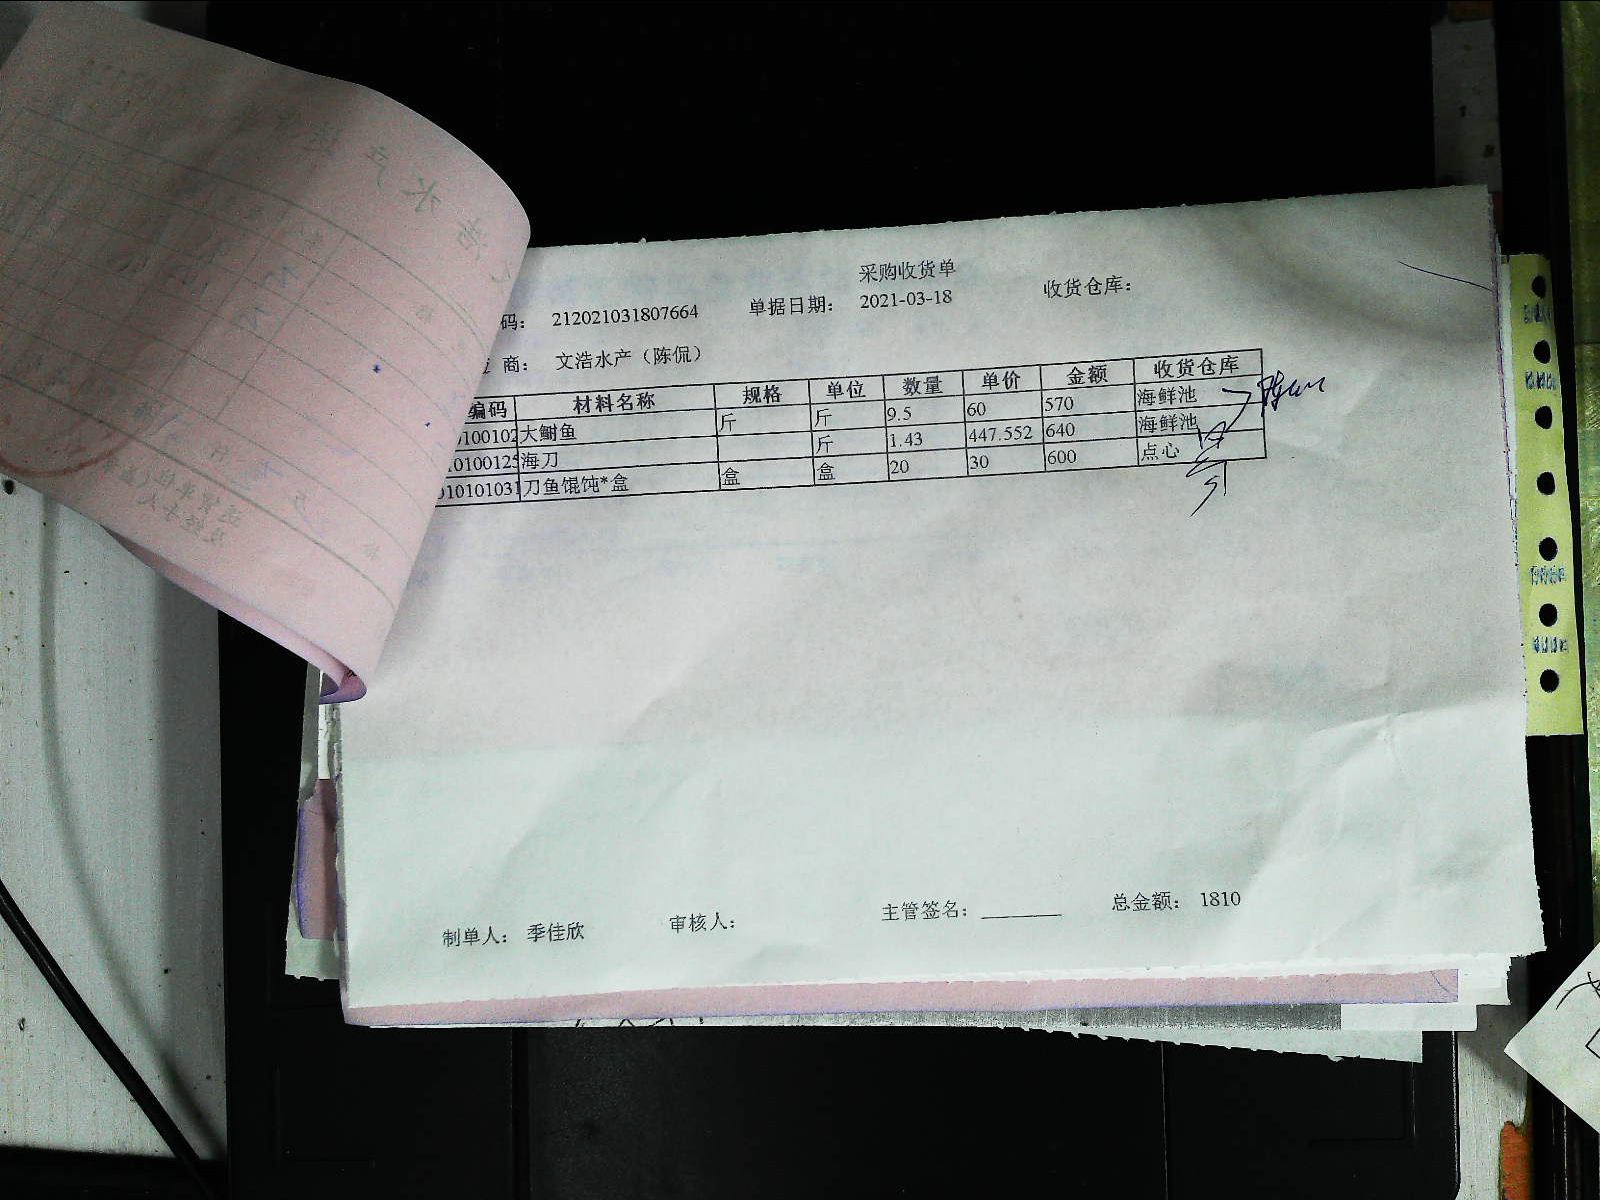 采购收货单
码： 212021031807664 单据日期： 2021-03-18 收货仓库：
商： 文浩水产（陈侃）
编码 材料名称 规格 单位 数量 单价 金额 收货仓库
0100102 大鲥鱼 斤 斤 9.5 60 570 海鲜池
10100125 海刀 斤 1.43 447.552 640 海鲜池
010101031 刀鱼馄饨*盒 盒 盒 20 30 600 点心
制单人： 季佳欣 审核人： 主管签名： 总金额： 1810